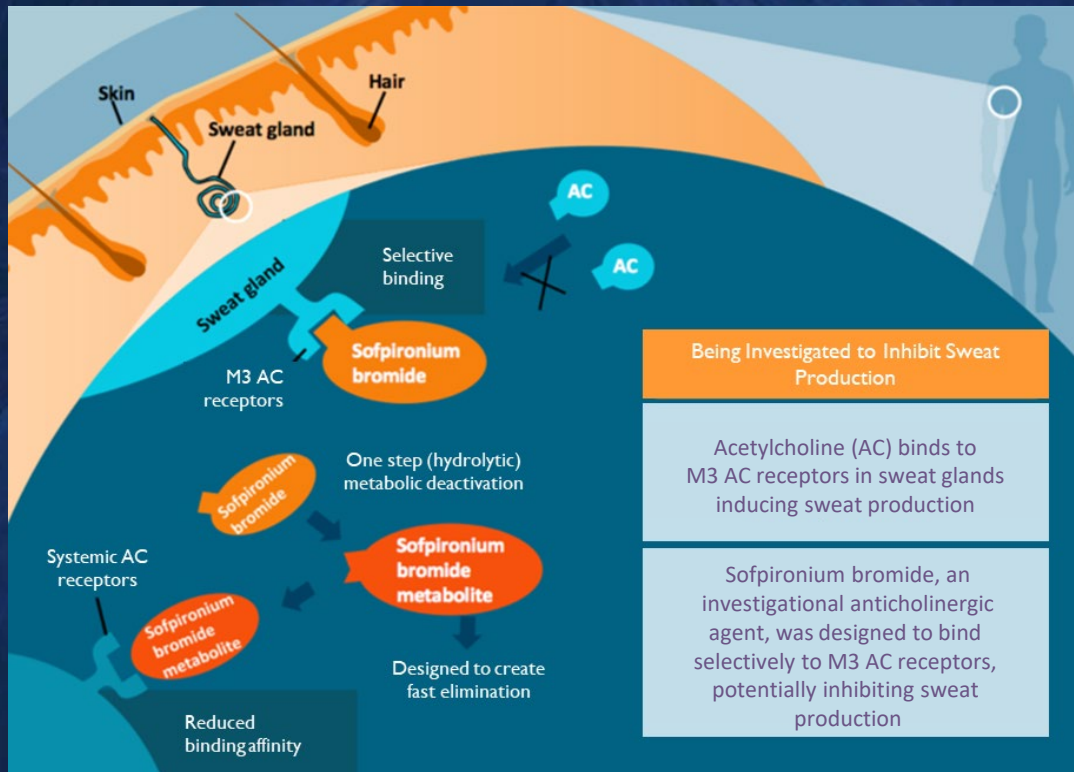 Skin
Hair
Sweat gland
AC
AC
Selective
binding
Sweat gland
Sofpironium
bromide
M3 AC
receptors
One step (hydrolytic)
metabolic deactivation
Sofpironium
bromide
Systemic AC
receptors
Sofpironium
bromide
metabolite
Sofpironium
bromide
metabolite
Designed to create
fast elimination
Reduced
binding affinity
Being Investigated to Inhibit Sweat
Production
Acetylcholine (AC) binds to
M3 AC receptors in sweat glands
inducing sweat production
Sofpironium bromide, an
investigational anticholinergic
agent, was designed to bind
selectively to M3 AC receptors,
potentially inhibiting sweat
production